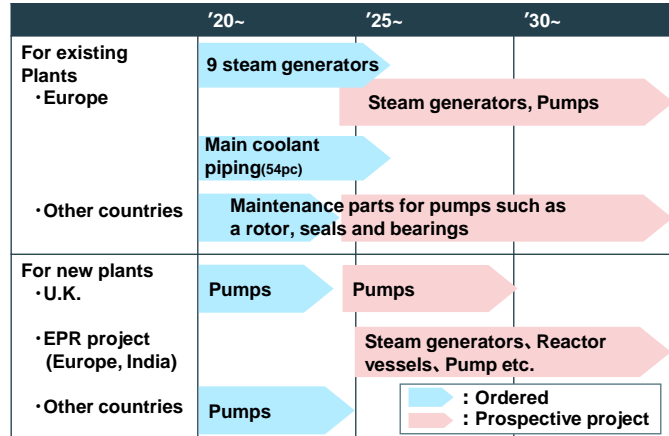 ’20~ ’25~ ’30~
For existing
Plants
・Europe
9 steam generators
Steam generators, Pumps
Main coolant
piping(54pc)
・Other countries
Maintenance parts for pumps such as
a rotor, seals and bearings
For new plants
・U.K.
Pumps
Pumps
・EPR project
(Europe, India)
Steam generators、Reactor
vessels、Pump etc.
・Other countries
Pumps
：Ordered
：Prospective project